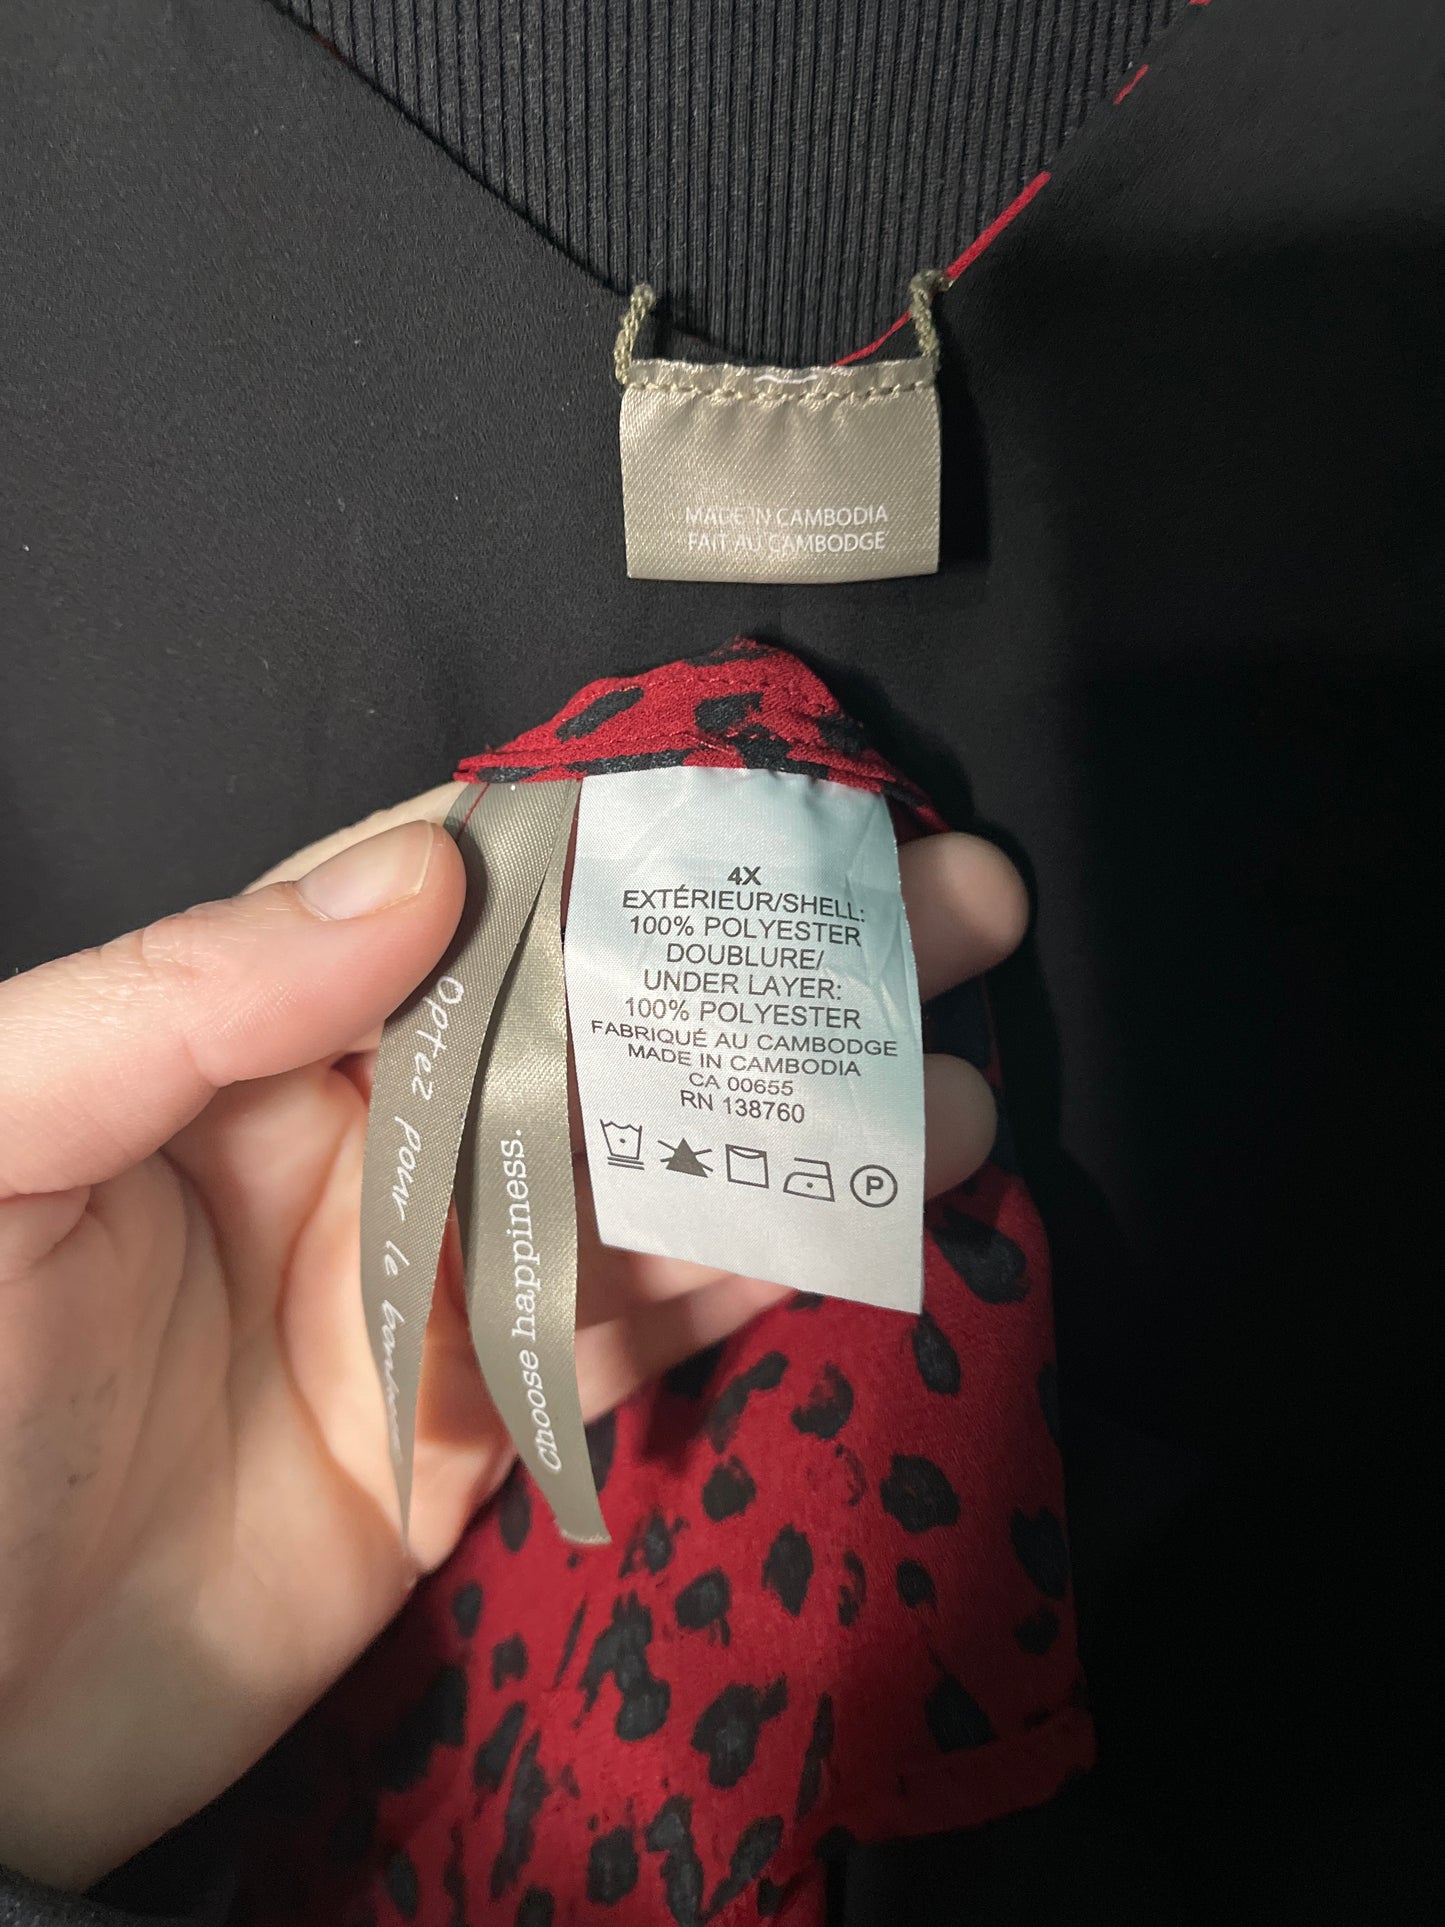 MADE IN CAMBODIA
FAIT AU CAMBODGE
4X
EXTÉRIEUR/SHELL:
100% POLYESTER
DOUBLURE/
UNDER LAYER:
100% POLYESTER
FABRIQUÉ AU CAMBODGE
MADE IN CAMBODIA
CA 00655
RN 138760
P
Optez pour le bonheur.
Choose happiness.